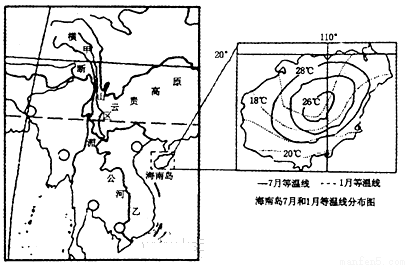 横
断
山
区
甲
云
贵
高
原
湄
公
河
乙
海南岛
110°
20°
28℃
18℃
26℃
20℃
—7月等温线 ---1月等温线
海南岛7月和1月等温线分布图